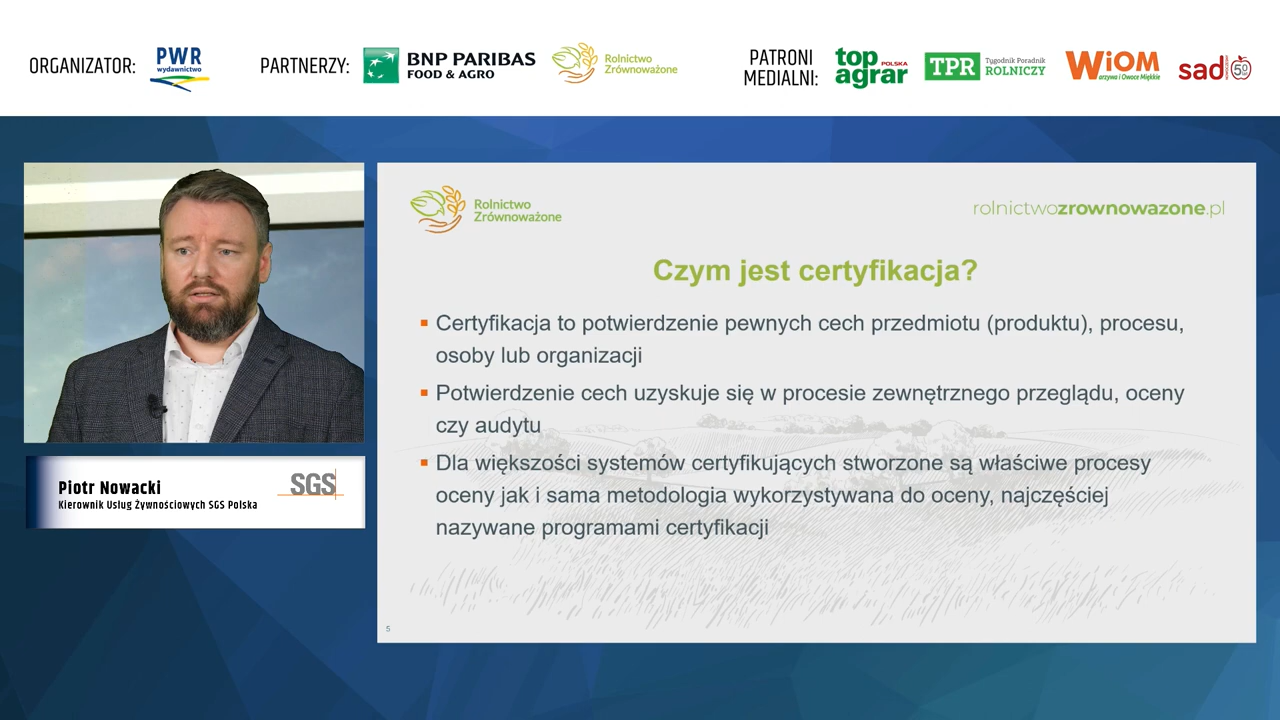 ORGANIZATOR:
PWR
wydawnictwo
PARTNERZY:
BNP PARIBAS
FOOD & AGRO
Rolnictwo
Zrównoważone
PATRONI
MEDIALNI:
top
agrar
POLSKA
TPR
Tygodnik Poradnik
ROLNICZY
WiOM
arzywa i Owoce Miękkie
sad
Rolnictwo
Zrównoważone
rolnictwozrownowazone.pl
Czym jest certyfikacja?
Certyfikacja to potwierdzenie pewnych cech przedmiotu (produktu), procesu,
osoby lub organizacji
Potwierdzenie cech uzyskuje się w procesie zewnętrznego przeglądu, oceny
czy audytu
Dla większości systemów certyfikujących stworzone są właściwe procesy
oceny jak i sama metodologia wykorzystywana do oceny, najczęściej
nazywane programami certyfikacji
5
Piotr Nowacki
Kierownik Usług Żywnościowych SGS Polska
SGS